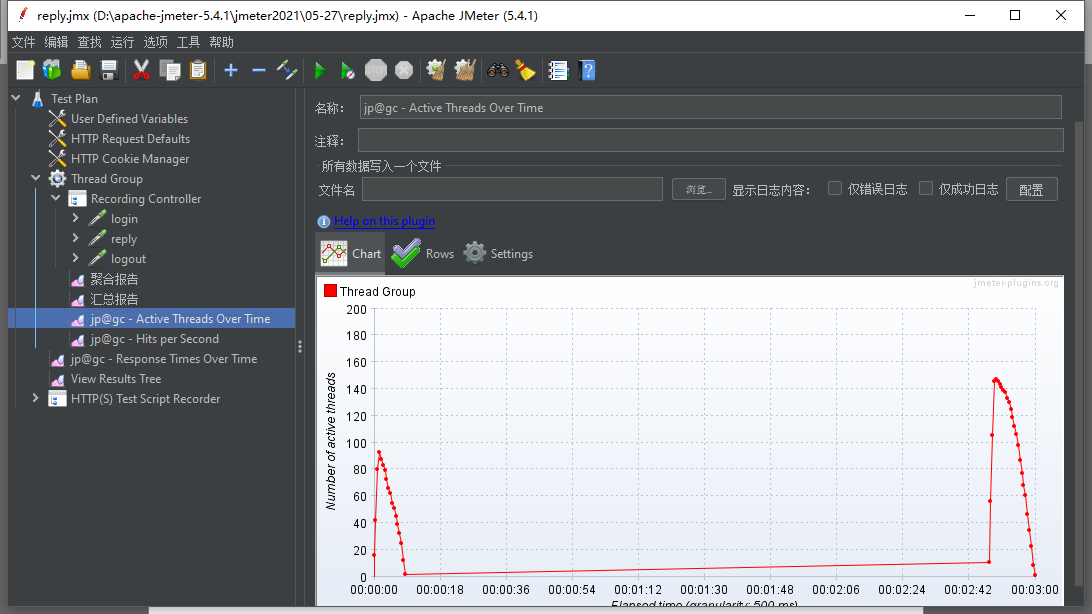 reply.jmx (D:\apache-jmeter-5.4.1\jmeter2021\05-27\reply.jmx) - Apache JMeter (5.4.1)
文件 编辑 查找 运行 选项 工具 帮助
STOP
Test Plan
User Defined Variables
HTTP Request Defaults
HTTP Cookie Manager
Thread Group
Recording Controller
login
reply
logout
聚合报告
汇总报告
jp@gc - Active Threads Over Time
jp@gc - Hits per Second
jp@gc - Response Times Over Time
View Results Tree
HTTP(S) Test Script Recorder
名称： jp@gc - Active Threads Over Time
注释：
所有数据写入一个文件
文件名 浏览... 显示日志内容： 仅错误日志 仅成功日志 配置
Help on this plugin
Chart Rows Settings
jmeter-plugins.org
Thread Group
200
180
160
140
120
100
80
60
40
20
0
Number of active threads
00:00:00 00:00:18 00:00:36 00:00:54 00:01:12 00:01:30 00:01:48 00:02:06 00:02:24 00:02:42 00:03:00
Elapsed time (granularity: 500 ms)